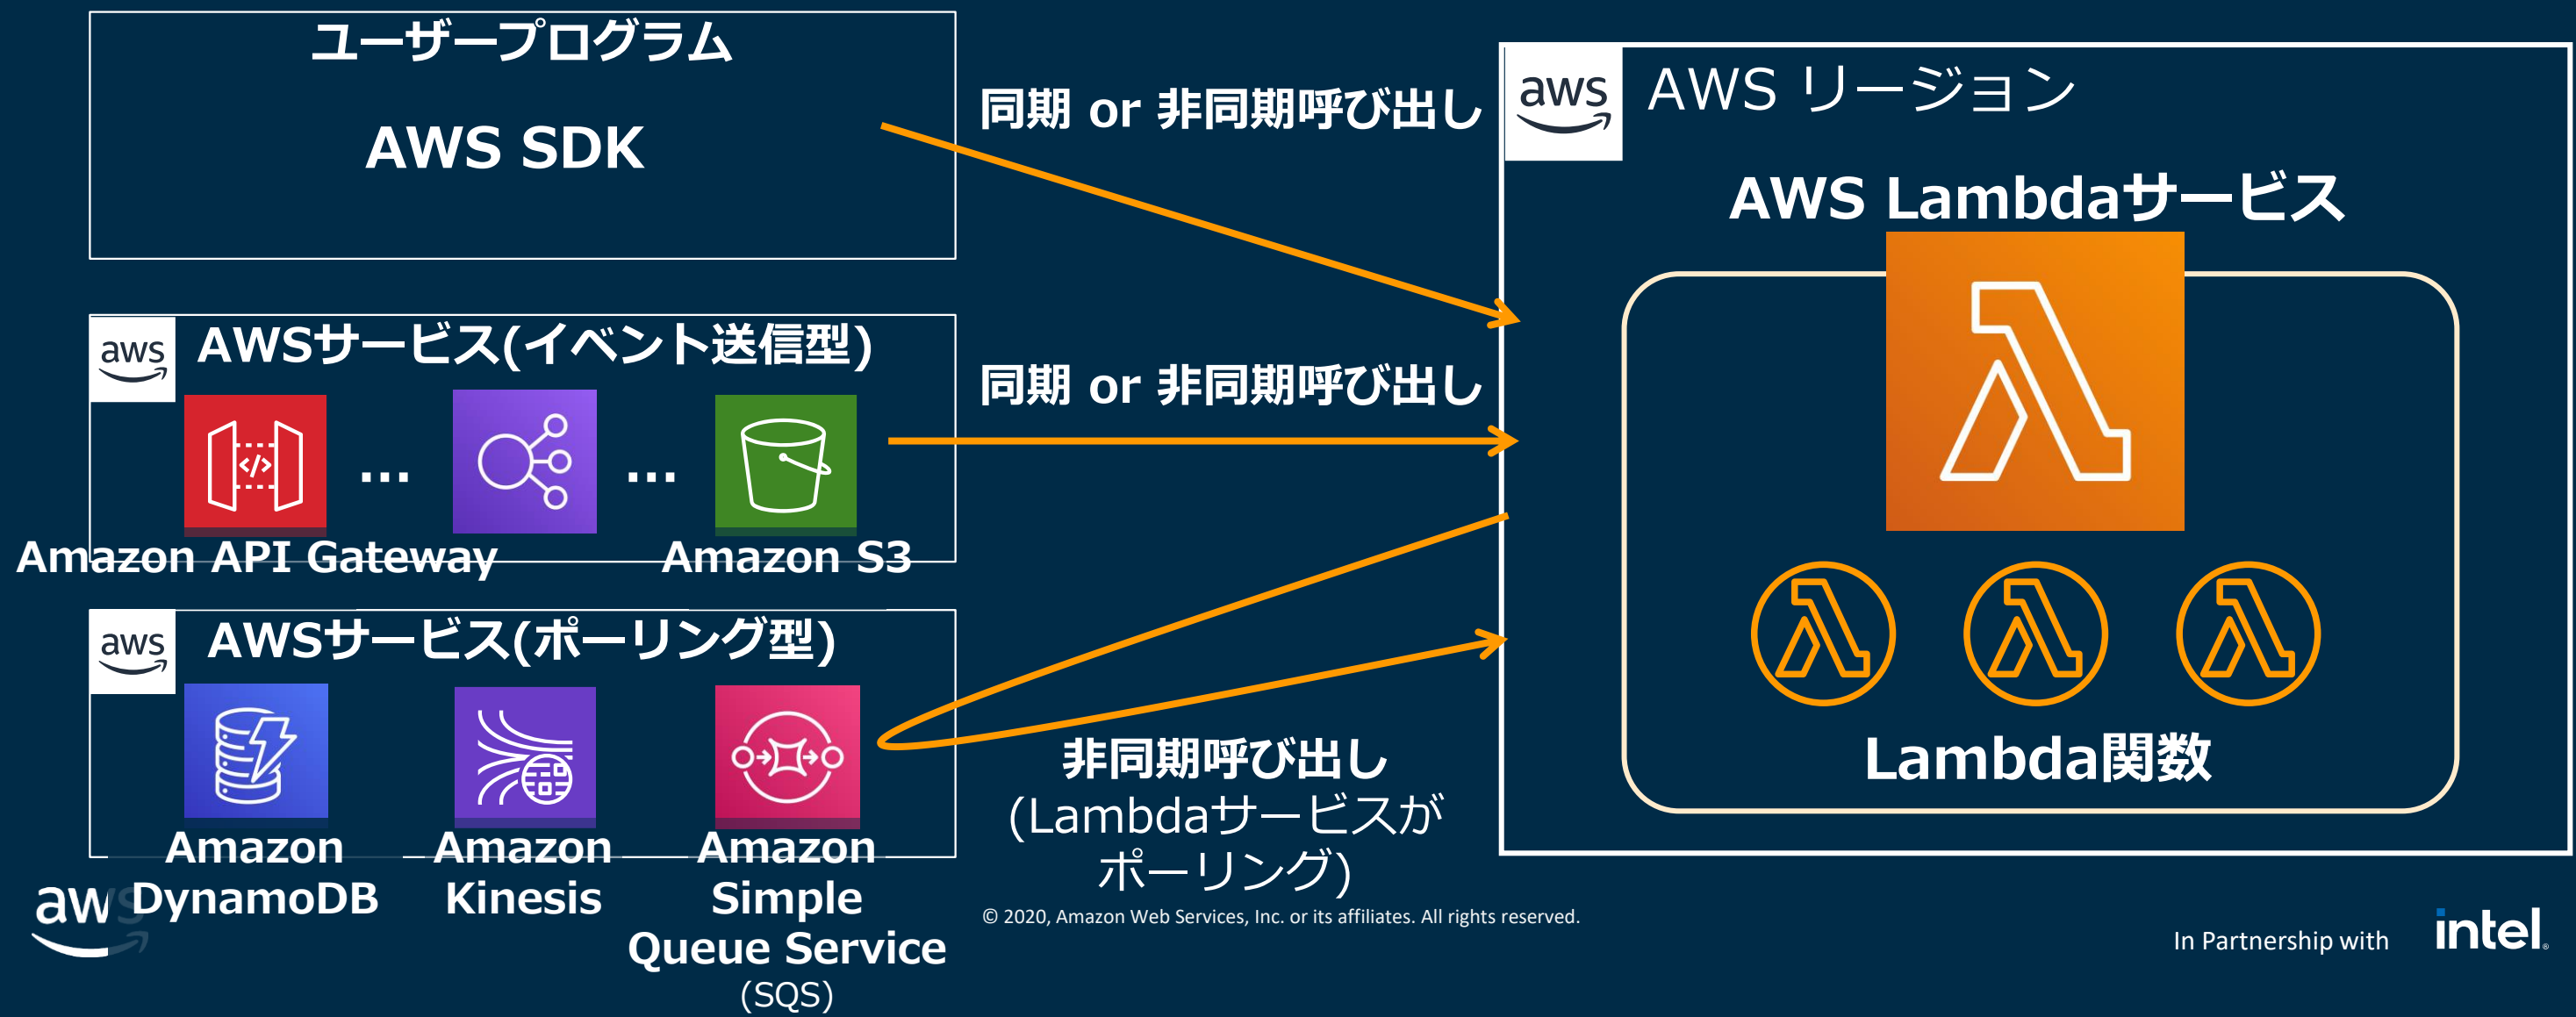 ユーザープログラム
AWS SDK
同期 or 非同期呼び出し
aws
AWS リージョン
AWS Lambdaサービス
aws
AWSサービス(イベント送信型)
同期 or 非同期呼び出し
</>
...
...
Amazon API Gateway
Amazon S3
aws
AWSサービス(ポーリング型)
Amazon
DynamoDB
Amazon
Kinesis
Amazon
Simple
Queue Service
(SQS)
非同期呼び出し
(Lambdaサービスが
ポーリング)
Lambda関数
aws
© 2020, Amazon Web Services, Inc. or its affiliates. All rights reserved.
In Partnership with
intel.